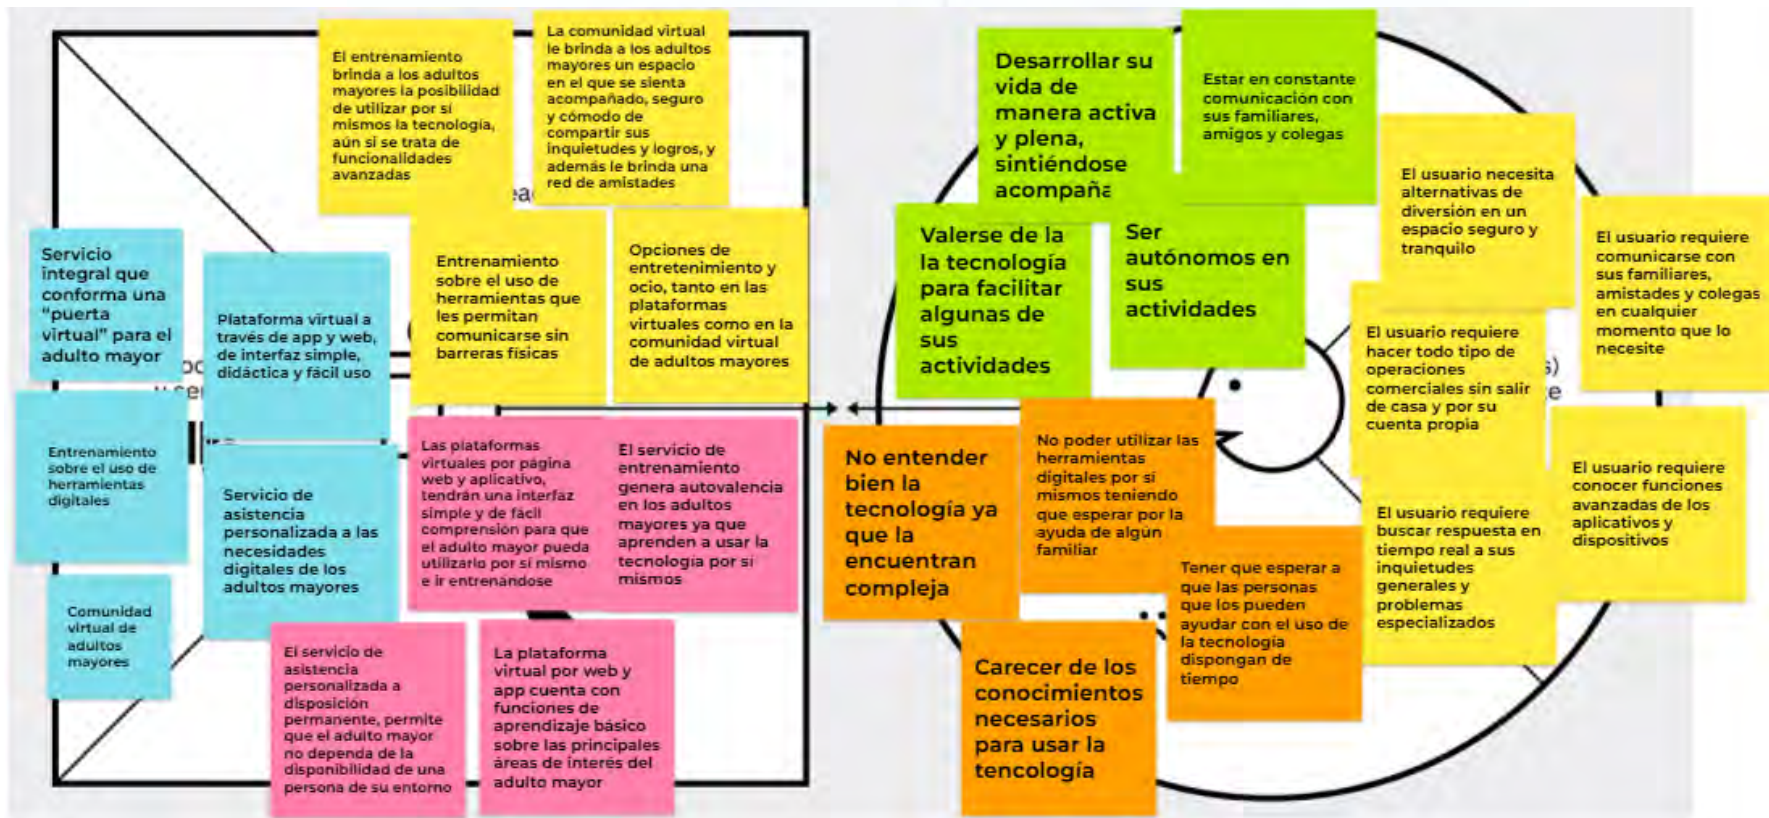 El entrenamiento
brinda a los adultos
mayores la posibilidad
de utilizar por sí
mismos la tecnología,
aún si se trata de
funcionalidades
avanzadas
La comunidad virtual
le brinda a los adultos
mayores un espacio
en el que se sienta
acompañado, seguro
y cómodo de
compartir sus
inquietudes y logros, y
además le brinda una
red de amistades
Servicio
integral que
conforma una
“puerta
virtual” para el
adulto mayor
Plataforma virtual a
través de app y web,
de interfaz simple,
didáctica y fácil uso
Entrenamiento
sobre el uso de
herramientas que
les permitan
comunicarse sin
barreras físicas
Opciones de
entretenimiento y
ocio, tanto en las
plataformas
virtuales como en la
comunidad virtual
de adultos mayores
Entrenamiento
sobre el uso de
herramientas
digitales
Servicio de
asistencia
personalizada a las
necesidades
digitales de los
adultos mayores
Comunidad
virtual de
adultos
mayores
Las plataformas
virtuales por página
web y aplicativo,
tendrán una interfaz
simple y de fácil
comprensión para que
el adulto mayor pueda
utilizarlo por sí mismo
e ir entrenándose
El servicio de
entrenamiento
genera autovalencia
en los adultos
mayores ya que
aprenden a usar la
tecnología por sí
mismos
El servicio de
asistencia
personalizada a
disposición
permanente, permite
que el adulto mayor
no dependa de la
disponibilidad de una
persona de su entorno
La plataforma
virtual por web y
app cuenta con
funciones de
aprendizaje básico
sobre las principales
áreas de interés del
adulto mayor
Desarrollar su
vida de
manera activa
y plena,
sintiéndose
Estar en constante
comunicación con
sus familiares,
amigos y colegas
Valerse de la
la tecnología
para facilitar
algunas de
sus
actividades
Ser
autónomos en
sus
actividades
El usuario necesita
alternativas de
diversión en un
espacio seguro y
tranquilo
El usuario requiere
comunicarse con
sus familiares,
amistades y colegas
en cualquier
momento que lo
necesite
El usuario requiere
hacer todo tipo de
operaciones
comerciales sin salir
de casa y por su
cuenta propia
El usuario requiere
conocer funciones
avanzadas de los
aplicativos y
dispositivos
El usuario requiere
buscar respuesta en
tiempo real a sus
inquietudes
generales y
problemas
especializados
No entender
bien la
tecnología ya
que la
encuentran
compleja
No poder utilizar las
herramientas
digitales por sí
mismos teniendo
que esperar por la
ayuda de algún
familiar
Tener que esperar a
que las personas
que los pueden
ayudar con el uso de
la tecnología
dispongan de
tiempo
Carecer de los
conocimientos
necesarios
para usar la
tencología